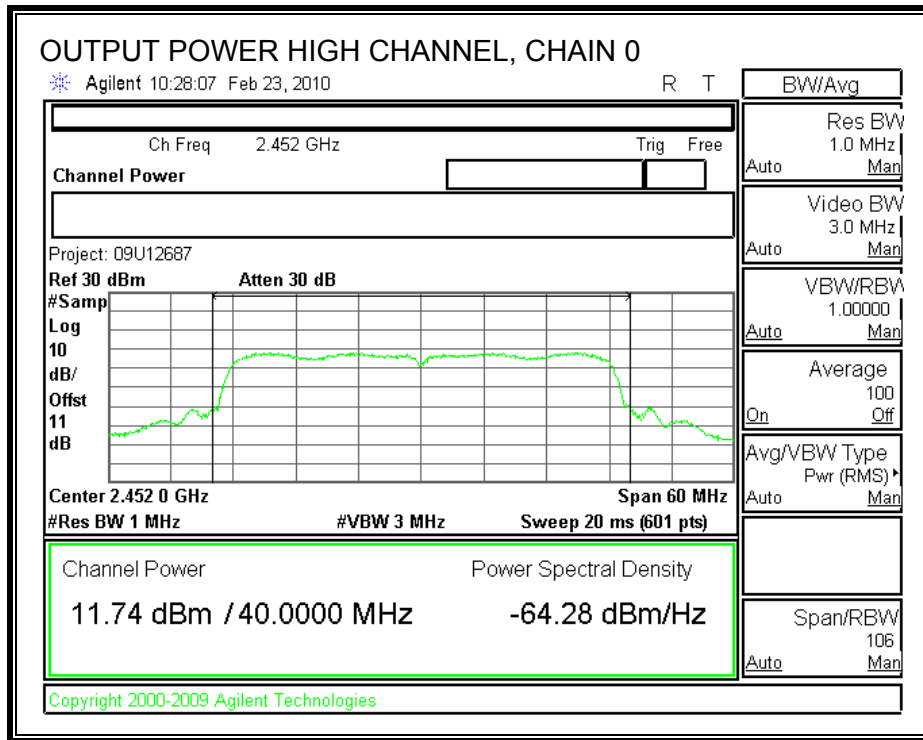 OUTPUT POWER HIGH CHANNEL, CHAIN 0
Agilent 10:28:07 Feb 23, 2010 R T
Ch Freq 2.452 GHz Trig Free
Channel Power
Project: 09U12687
Ref 30 dBm Atten 30 dB
#Samp
Log
10
dB/
Offst
11
dB
Center 2.452 0 GHz Span 60 MHz
#Res BW 1 MHz #VBW 3 MHz Sweep 20 ms (601 pts)
Channel Power Power Spectral Density
11.74 dBm / 40.0000 MHz -64.28 dBm/Hz
Copyright 2000-2009 Agilent Technologies
BW/Avg
Res BW
1.0 MHz
Auto Man
Video BW
3.0 MHz
Auto Man
VBW/RBW
1.00000
Auto Man
Average
100
On Off
Avg/VBW Type
Pwr (RMS)
Auto Man
Span/RBW
106
Auto Man